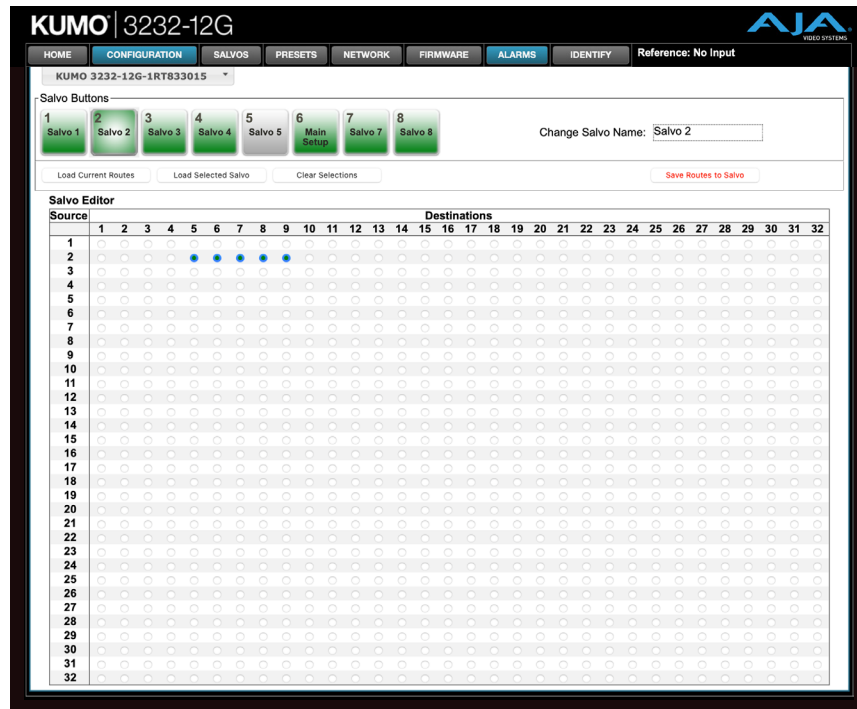 KUMO® 3232-12G
AJA
VIDEO SYSTEMS
HOME CONFIGURATION SALVOS PRESETS NETWORK FIRMWARE ALARMS IDENTIFY Reference: No Input
KUMO 3232-12G-1RT833015
Salvo Buttons
1 2 3 4 5 6 7 8
Salvo 1 Salvo 2 Salvo 3 Salvo 4 Salvo 5 Main Setup Salvo 7 Salvo 8
Change Salvo Name: Salvo 2
Load Current Routes Load Selected Salvo Clear Selections Save Routes to Salvo
Salvo Editor
Source Destinations
1 2 3 4 5 6 7 8 9 10 11 12 13 14 15 16 17 18 19 20 21 22 23 24 25 26 27 28 29 30 31 32
1
2
3
4
5
6
7
8
9
10
11
12
13
14
15
16
17
18
19
20
21
22
23
24
25
26
27
28
29
30
31
32